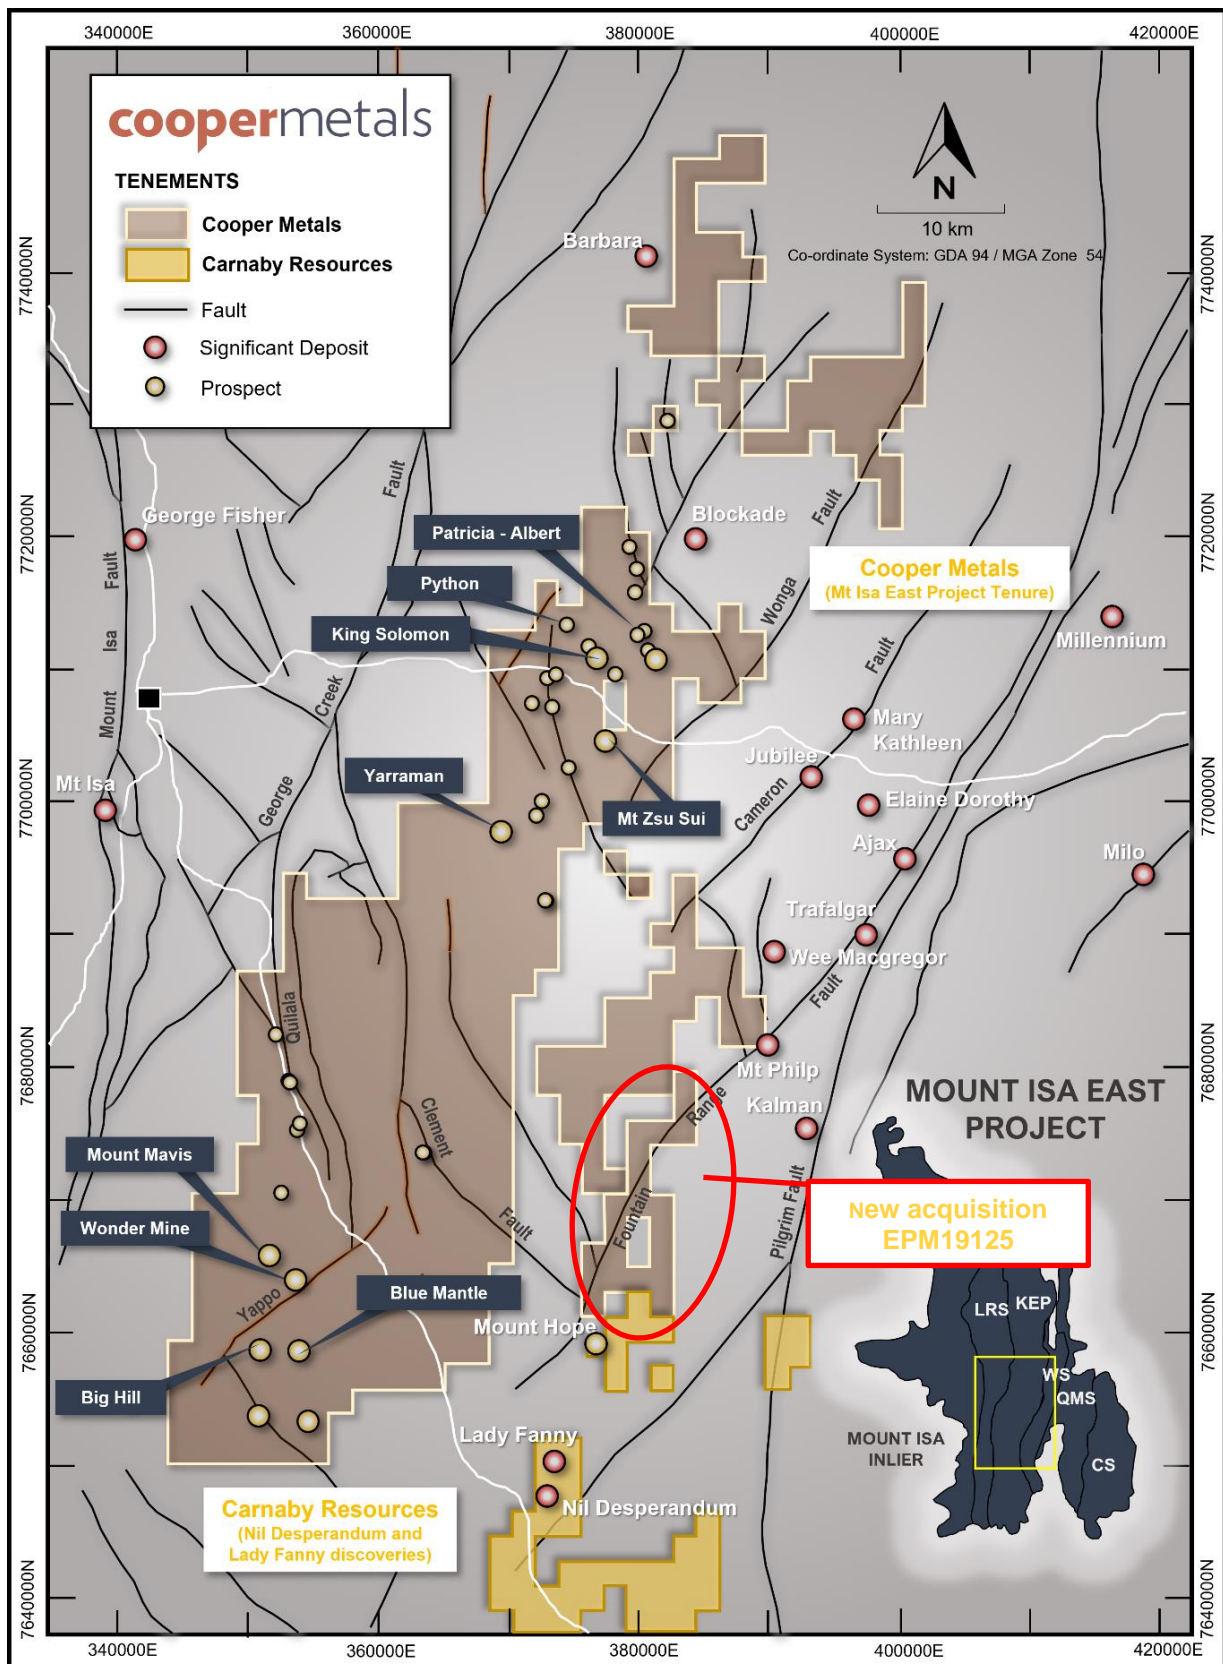 340000E 360000E 380000E 400000E 420000E
coopermetals
TENEMENTS
Cooper Metals
Carnaby Resources
Fault
Significant Deposit
Prospect
N
10 km
Co-ordinate System: GDA 94 / MGA Zone 54
7740000N
7740000N
Barbara
George Fisher
Fault
Patricia - Albert
Blockade
Fault
7720000N
7720000N
Python
Cooper Metals
(Mt Isa East Project Tenure)
King Solomon
Wonga
Millennium
Mount Isa Fault
Creek
Fault
Mary
Kathleen
Jubilee
Mt Isa
Yarraman
George
Mt Zsu Sui
Cameron
Elaine Dorothy
7700000N
7700000N
Ajax
Milo
Trafalgar
Wee Macgregor
Quilala
Fault
Mt Philp
7680000N
7680000N
Range
Kalman
MOUNT ISA EAST
PROJECT
Clement
Mount Mavis
Fountain
Pilgrim Fault
New acquisition
EPM19125
Wonder Mine
Fault
Yappo
Blue Mantle
LRS
KEP
Mount Hope
7660000N
7660000N
Big Hill
WS
QMS
Lady Fanny
MOUNT ISA
INLIER
CS
Carnaby Resources
(Nil Desperandum and
Lady Fanny discoveries)
Nil Desperandum
7640000N
7640000N
340000E 360000E 380000E 400000E 420000E